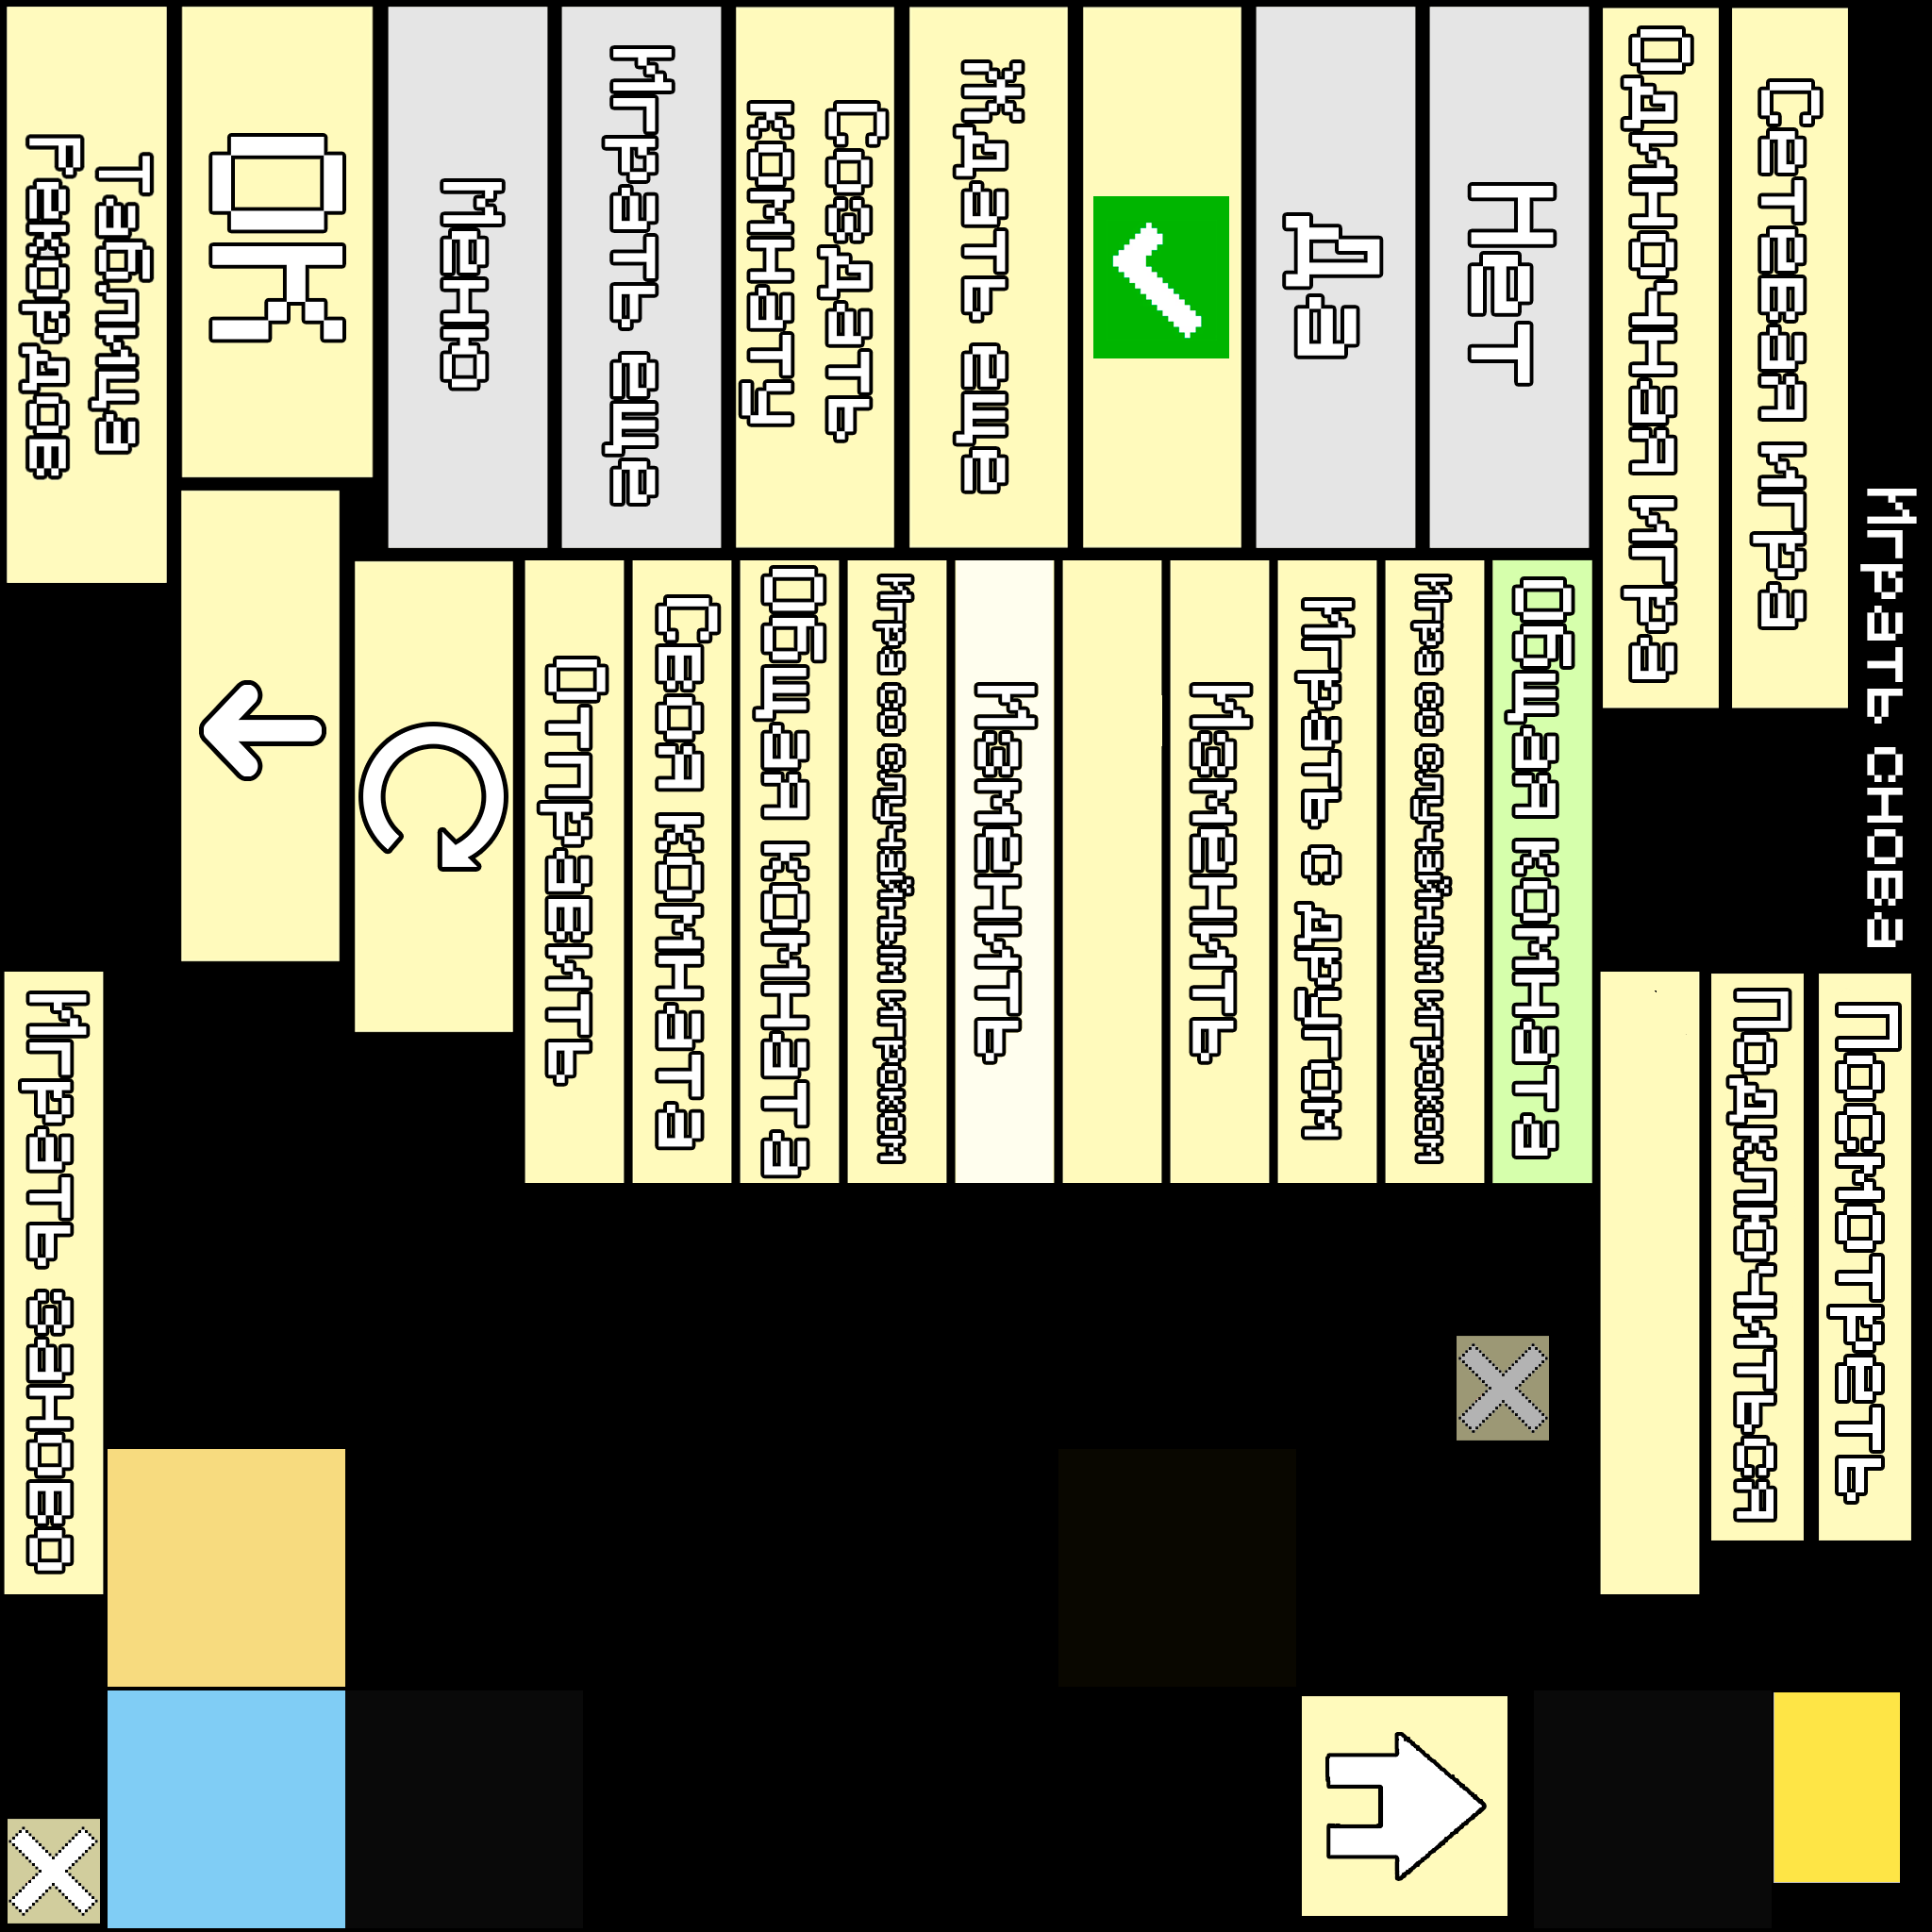 Играть снова
Сетевая игра
Одиночная игра
Нет
Да
Ждать еще
Создать
комнату
Играть еще
Меню
ОК
Таблица
Рекордов
Общая комната
Игра со случайным игроком
Играть с другом
Изменить
Изменить
Игра со случайным игроком
Общая комната
Своя комната
Отправить
Посмотреть
Подключиться
Играть заново